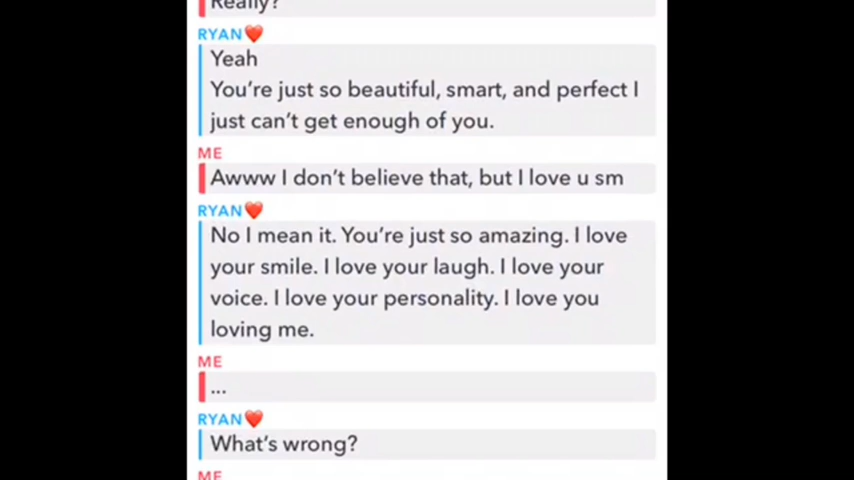 Really?
RYAN❤️
Yeah
You're just so beautiful, smart, and perfect I
just can't get enough of you.
ME
Awww I don't believe that, but I love u sm
RYAN❤️
No I mean it. You're just so amazing. I love
your smile. I love your laugh. I love your
voice. I love your personality. I love you
loving me.
ME
...
RYAN❤️
What's wrong?
ME